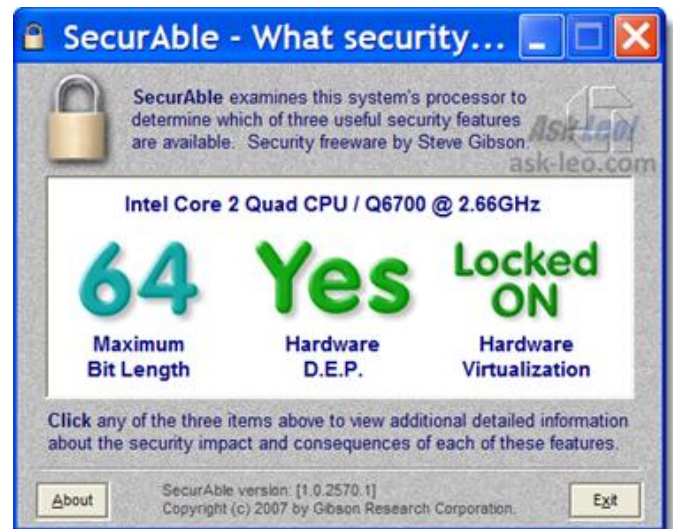 SecurAble - What security...
SecurAble examines this system's processor to
determine which of three useful security features
are available. Security freeware by Steve Gibson.
Ask Leo!
ask-leo.com
Intel Core 2 Quad CPU / Q6700 @ 2.66GHz
64
Yes
Locked
ON
Maximum
Bit Length
Hardware
D.E.P.
Hardware
Virtualization
Click any of the three items above to view additional detailed information
about the security impact and consequences of each of these features.
About
SecurAble version: [1.0.2570.1]
Copyright (c) 2007 by Gibson Research Corporation.
Exit